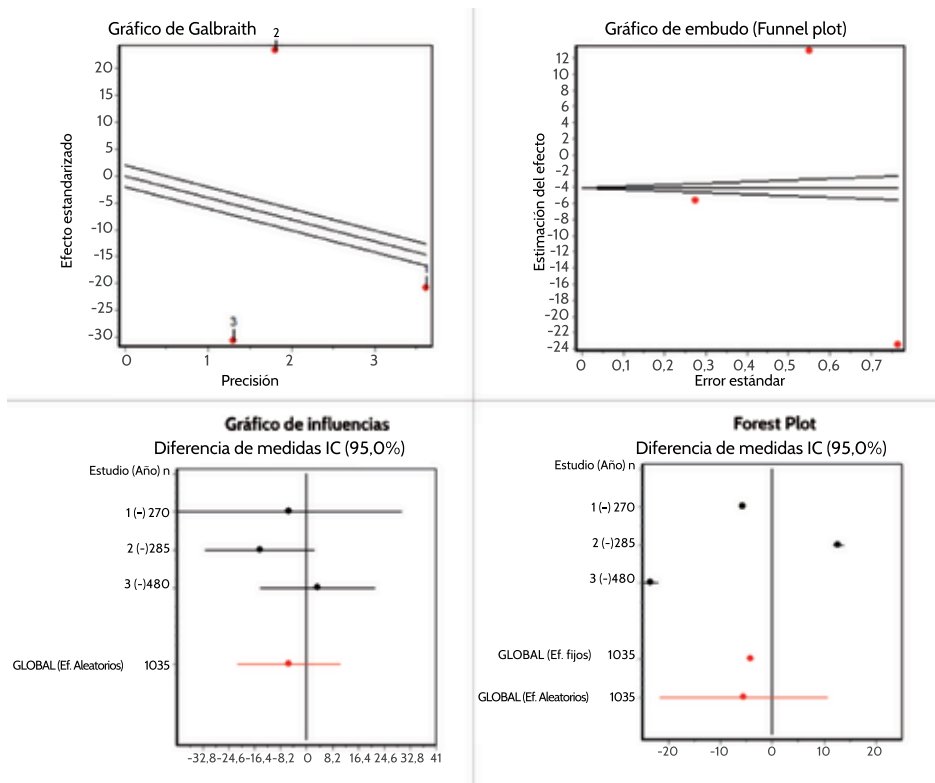 Gráfico de Galbraith
2
20
15
10
5
0
-5
-10
-15
-20
-25
-30
Efecto estandarizado
1
3
0 1 2 3
Precisión
Gráfico de embudo (Funnel plot)
12
10
8
6
4
2
0
-2
-4
-6
-8
-10
-12
-14
-16
-18
-20
-22
-24
Estimación del efecto
0 0,1 0,2 0,3 0,4 0,5 0,6 0,7
Error estándar
Gráfico de influencias
Diferencia de medidas IC (95,0%)
Estudio (Año) n
1 (-) 270
2 (-)285
3 (-)480
GLOBAL (Ef. Aleatorios) 1035
-32,8 -24,6 -16,4 -8,2 0 8,2 16,4 24,6 32,8 41
Forest Plot
Diferencia de medidas IC (95,0%)
Estudio (Año) n
1 (-) 270
2 (-)285
3 (-)480
GLOBAL (Ef. fijos) 1035
GLOBAL (Ef. Aleatorios) 1035
-20 -10 0 10 20